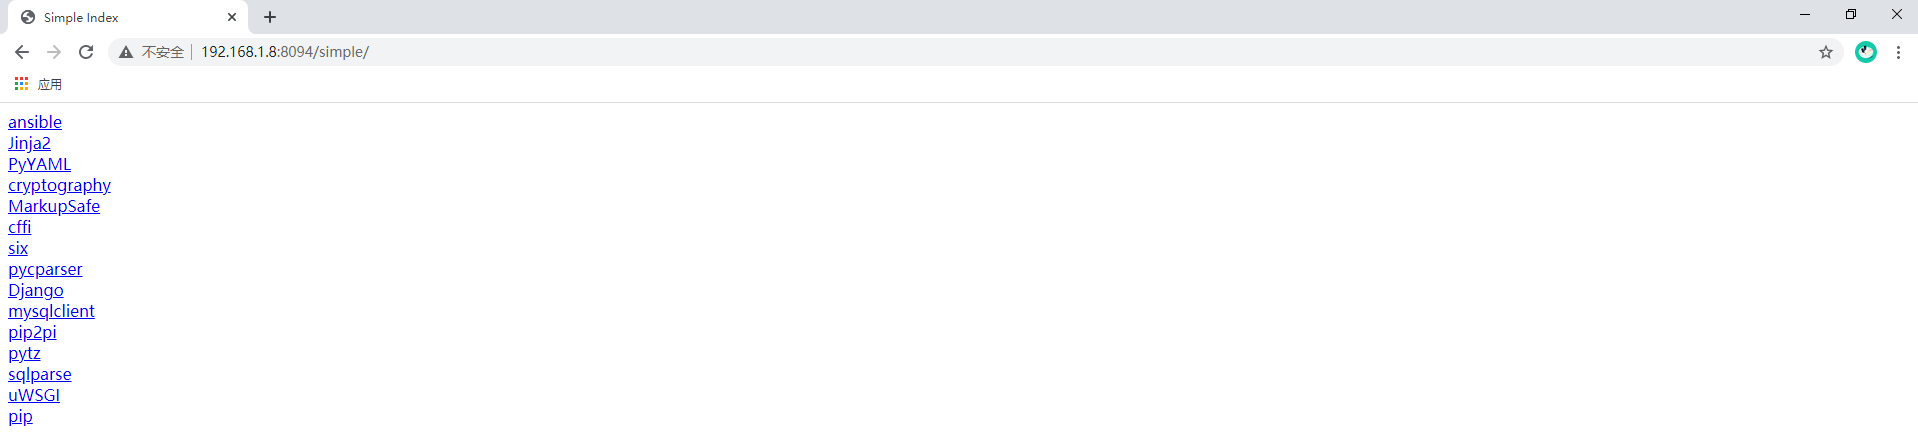 Simple Index
不安全 192.168.1.8:8094/simple/
应用
ansible
Jinja2
PyYAML
cryptography
MarkupSafe
cffi
six
pycparser
Django
mysqlclient
pip2pi
pytz
sqlparse
uWSGI
pip